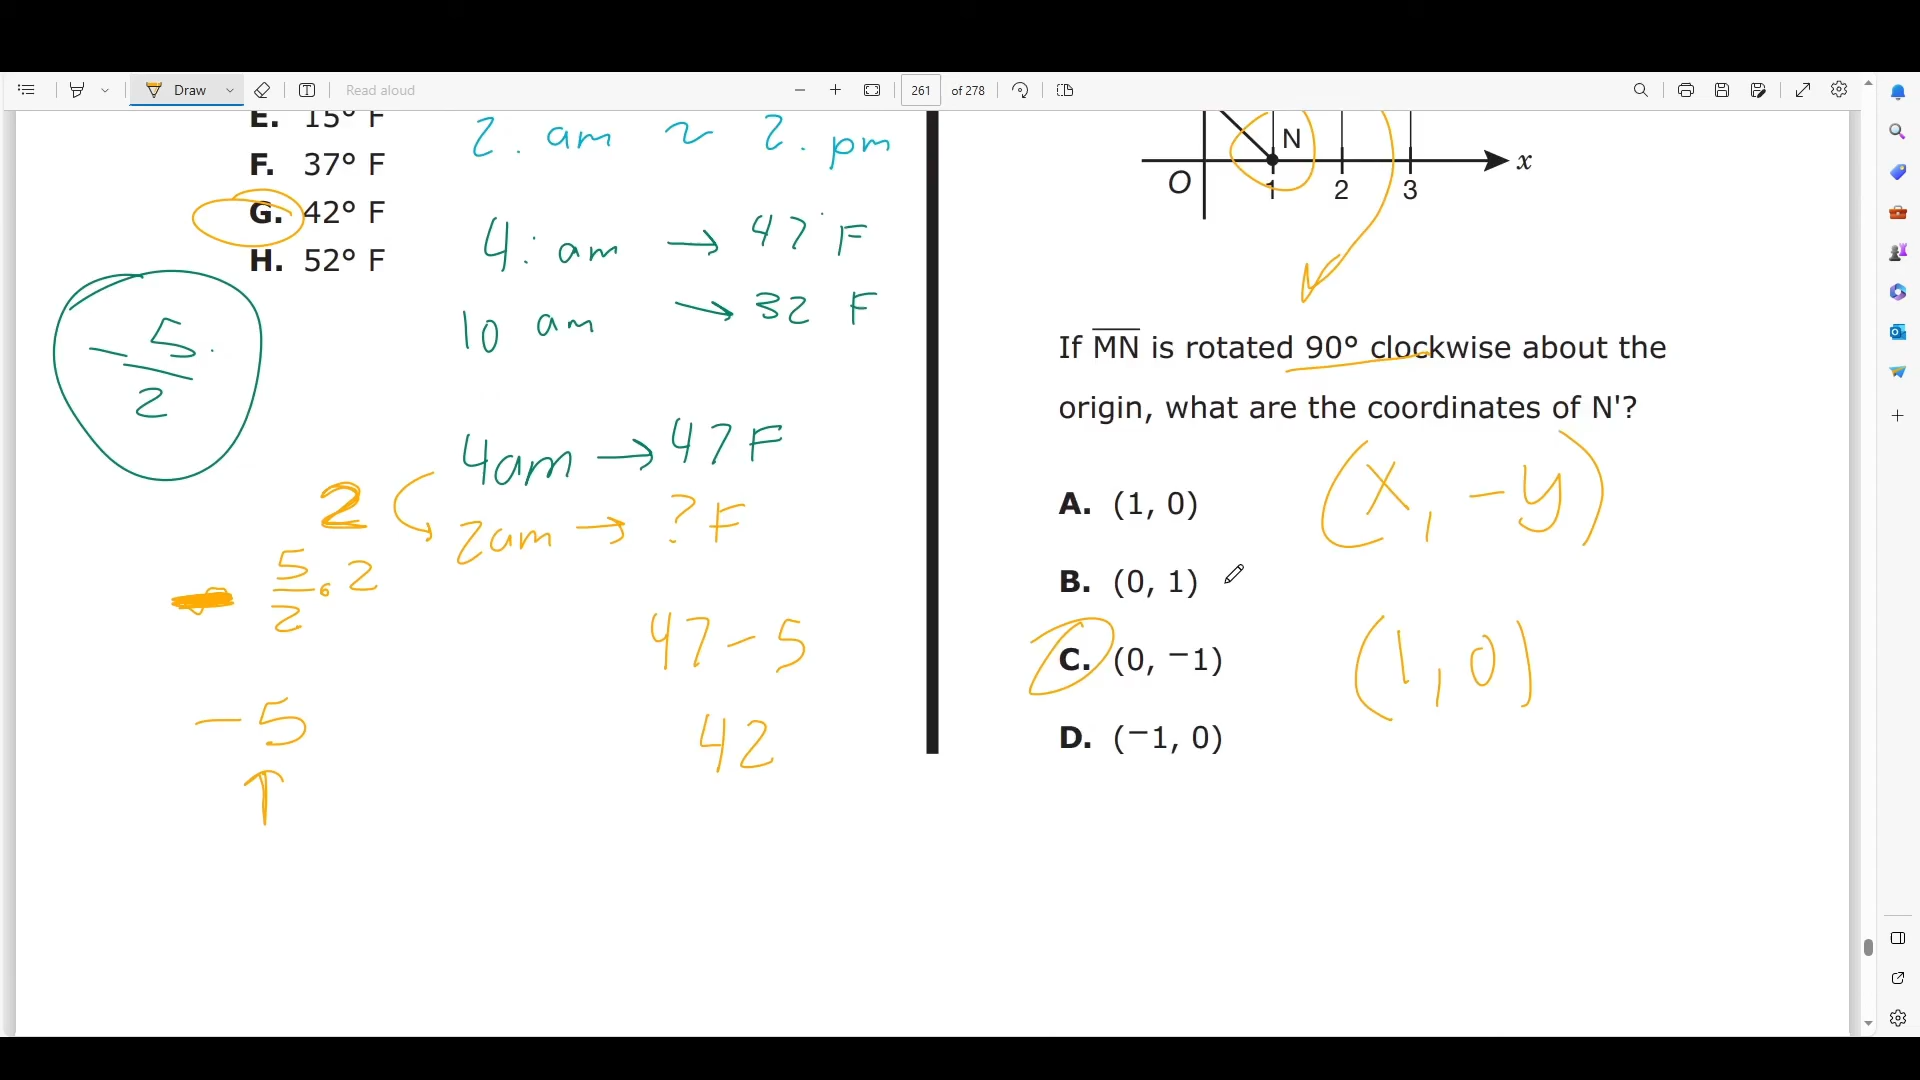 Draw
Read aloud
261 of 278
E. 15° F
F. 37° F
G. 42° F
H. 52° F
2. am ~ 2. pm
4: am → 47 F
10 am → 32 F
-5
2
4am → 47 F
2
2am → ? F
5
2 . 2
47 - 5
- 5
42
N
O 1 2 3 x
If MN is rotated 90° clockwise about the
origin, what are the coordinates of N'?
(x, -y)
A. (1, 0)
B. (0, 1)
C. (0, −1)
(1, 0)
D. (−1, 0)